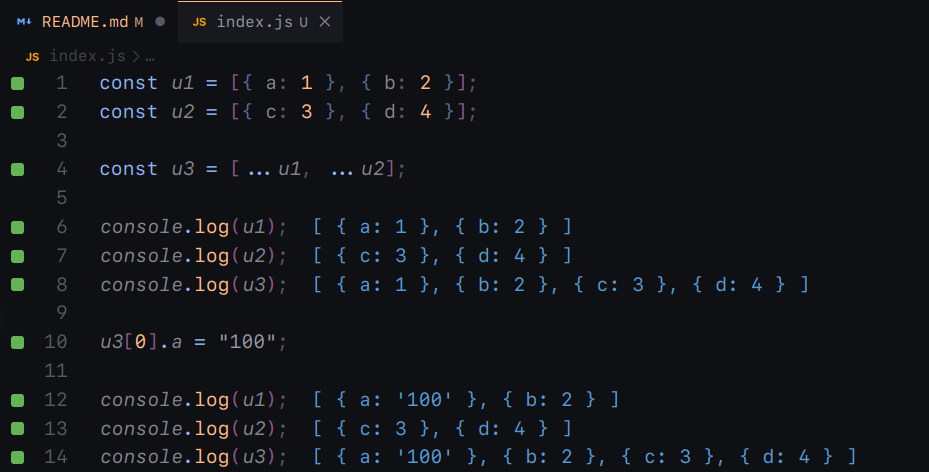 README.md M
JS index.js U
JS index.js > …
1 const u1 = [{ a: 1 }, { b: 2 }];
2 const u2 = [{ c: 3 }, { d: 4 }];
3
4 const u3 = [...u1, ...u2];
5
6 console.log(u1); [ { a: 1 }, { b: 2 } ]
7 console.log(u2); [ { c: 3 }, { d: 4 } ]
8 console.log(u3); [ { a: 1 }, { b: 2 }, { c: 3 }, { d: 4 } ]
9
10 u3[0].a = "100";
11
12 console.log(u1); [ { a: '100' }, { b: 2 } ]
13 console.log(u2); [ { c: 3 }, { d: 4 } ]
14 console.log(u3); [ { a: '100' }, { b: 2 }, { c: 3 }, { d: 4 } ]